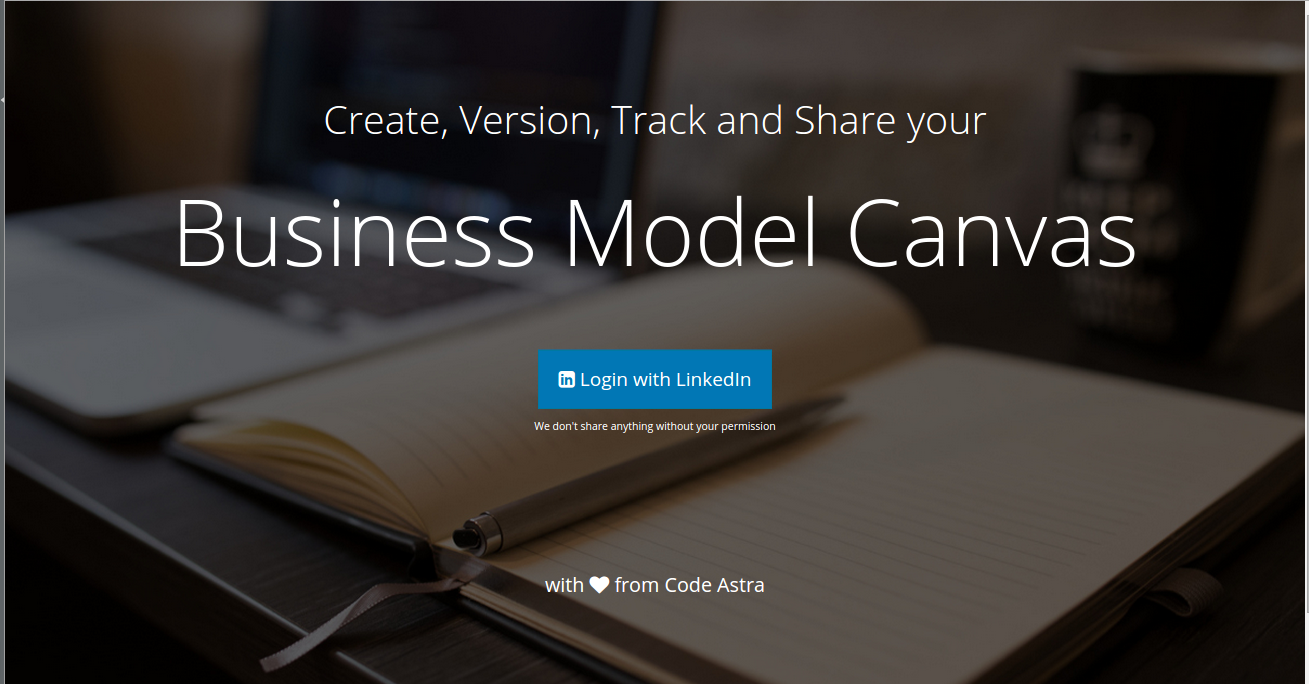 Create, Version, Track and Share your
Business Model Canvas
Login with LinkedIn
We don't share anything without your permission
with from Code Astra